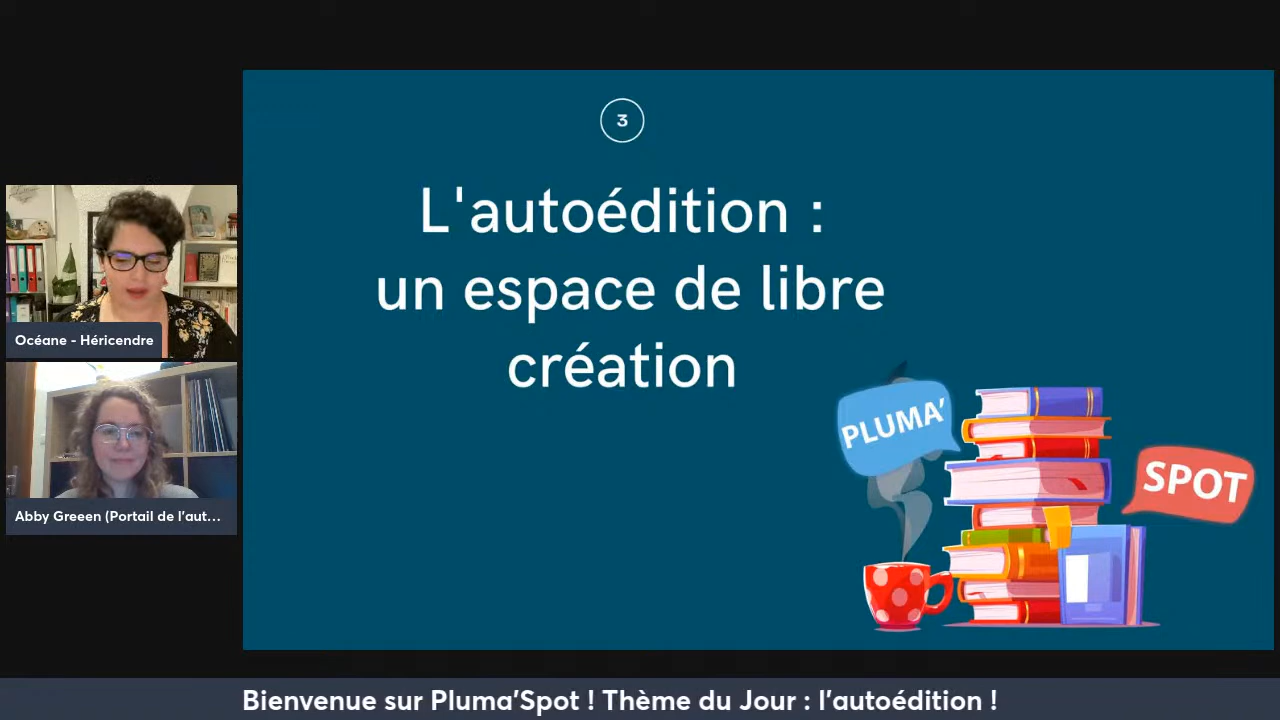 3
L'autoédition :
un espace de libre
création
PLUMA'
SPOT
Océane - Héricendre
Abby Greeen (Portail de l'aut...
Bienvenue sur Pluma'Spot ! Thème du Jour : l'autoédition !